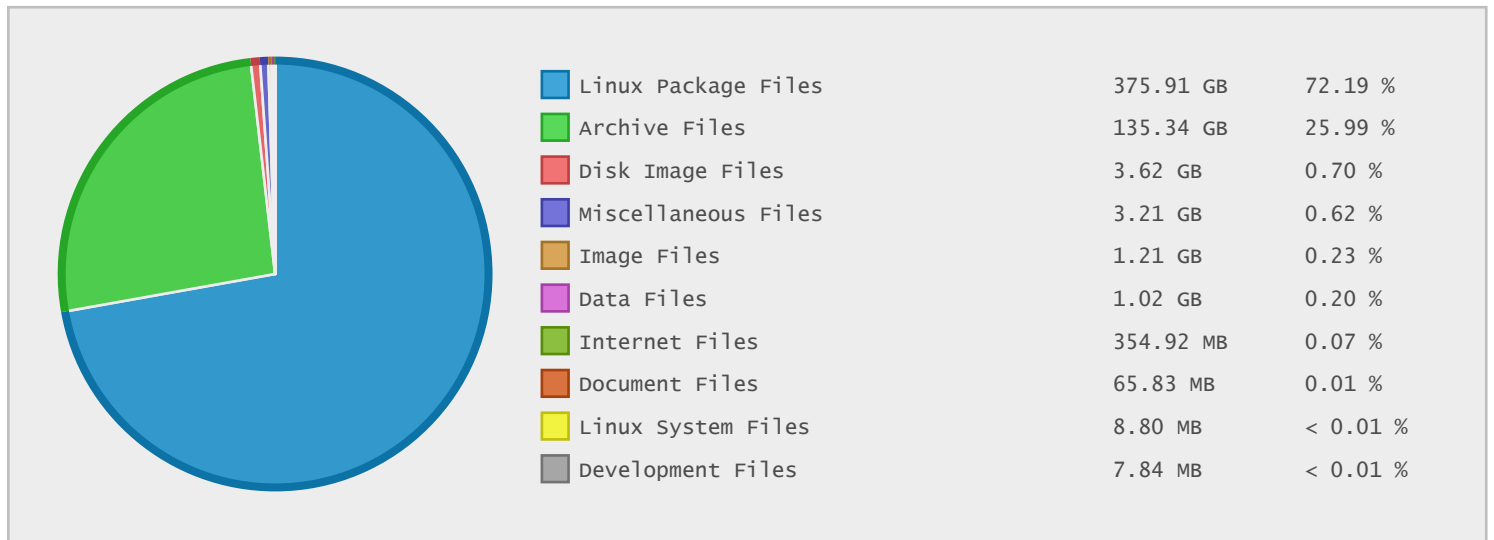 Linux Package Files 375.91 GB 72.19 %
Archive Files 135.34 GB 25.99 %
Disk Image Files 3.62 GB 0.70 %
Miscellaneous Files 3.21 GB 0.62 %
Image Files 1.21 GB 0.23 %
Data Files 1.02 GB 0.20 %
Internet Files 354.92 MB 0.07 %
Document Files 65.83 MB 0.01 %
Linux System Files 8.80 MB < 0.01 %
Development Files 7.84 MB < 0.01 %